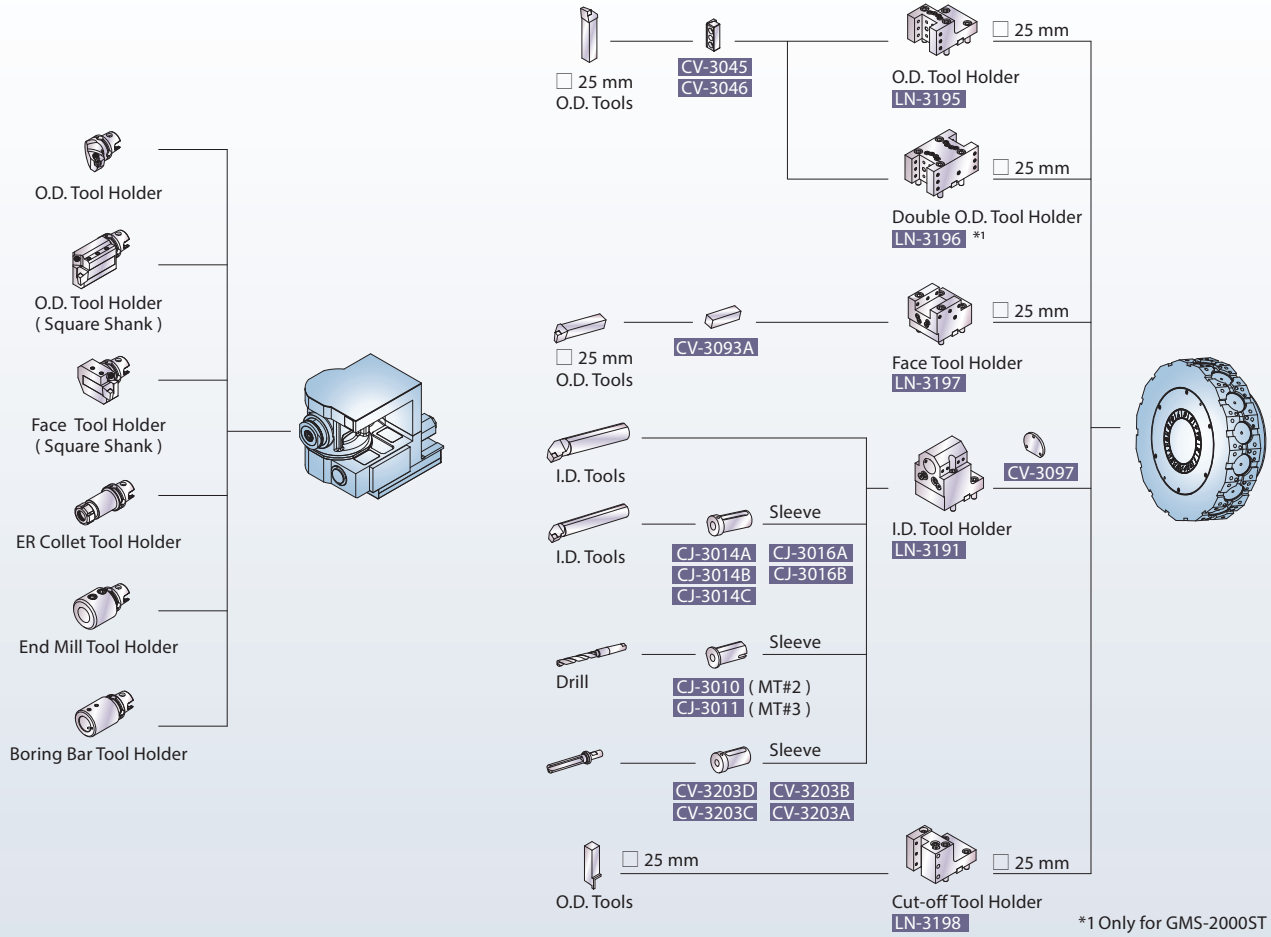 O.D. Tool Holder
O.D. Tool Holder
( Square Shank )
Face Tool Holder
( Square Shank )
ER Collet Tool Holder
End Mill Tool Holder
Boring Bar Tool Holder
□ 25 mm
O.D. Tools
CV-3045
CV-3046
□ 25 mm
O.D. Tool Holder
LN-3195
□ 25 mm
Double O.D. Tool Holder
LN-3196 *1
□ 25 mm
O.D. Tools
CV-3093A
□ 25 mm
Face Tool Holder
LN-3197
I.D. Tools
I.D. Tools
Sleeve
CJ-3014A CJ-3016A
CJ-3014B CJ-3016B
CJ-3014C
CV-3097
I.D. Tool Holder
LN-3191
Drill
Sleeve
CJ-3010 ( MT#2 )
CJ-3011 ( MT#3 )
Sleeve
CV-3203D CV-3203B
CV-3203C CV-3203A
□ 25 mm
O.D. Tools
□ 25 mm
Cut-off Tool Holder
LN-3198
*1 Only for GMS-2000ST